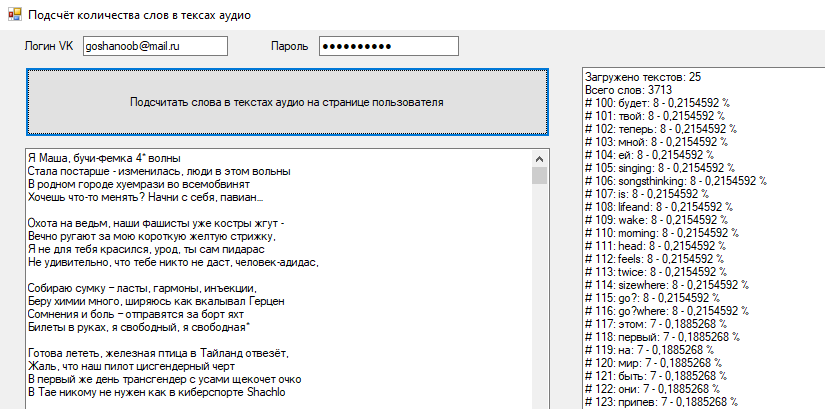 Подсчёт количества слов в тексах аудио
Логин VK goshanoob@mail.ru Пароль ●●●●●●●●●●
Подсчитать слова в текстах аудио на странице пользователя
Я Маша, бучи-фемка 4* волны
Стала постарше - изменилась, люди в этом вольны
В родном городе хуемрази во всемобвинят
Хочешь что-то менять? Начни с себя, павиан...
Охота на ведьм, наши фашисты уже костры жгут -
Вечно ругают за мою короткую желтую стрижку,
Я не для тебя красился, урод, ты сам пидарас
Не удивительно, что тебе никто не даст, человек-адидас,
Собираю сумку – ласты, гармоны, инъекции,
Беру химии много, ширяюсь как вкалывал Герцен
Сомнения и боль – отправятся за борт яхт
Билеты в руках, я свободный, я свободная*
Готова лететь, железная птица в Тайланд отвезёт,
Жаль, что наш пилот цисгендерный черт
В первый же день трансгендер с усами щекочет очко
В Тае никому не нужен как в киберспорте Shachlo
Загружено текстов: 25
Всего слов: 3713
# 100: будет: 8 - 0,2154592 %
# 101: твой: 8 - 0,2154592 %
# 102: теперь: 8 - 0,2154592 %
# 103: мной: 8 - 0,2154592 %
# 104: ей: 8 - 0,2154592 %
# 105: singing: 8 - 0,2154592 %
# 106: songsthinking: 8 - 0,2154592 %
# 107: is: 8 - 0,2154592 %
# 108: lifeand: 8 - 0,2154592 %
# 109: wake: 8 - 0,2154592 %
# 110: morning: 8 - 0,2154592 %
# 111: head: 8 - 0,2154592 %
# 112: feels: 8 - 0,2154592 %
# 113: twice: 8 - 0,2154592 %
# 114: sizewhere: 8 - 0,2154592 %
# 115: go?: 8 - 0,2154592 %
# 116: go?where: 8 - 0,2154592 %
# 117: этом: 7 - 0,1885268 %
# 118: первый: 7 - 0,1885268 %
# 119: на: 7 - 0,1885268 %
# 120: мир: 7 - 0,1885268 %
# 121: быть: 7 - 0,1885268 %
# 122: они: 7 - 0,1885268 %
# 123: припев: 7 - 0,1885268 %